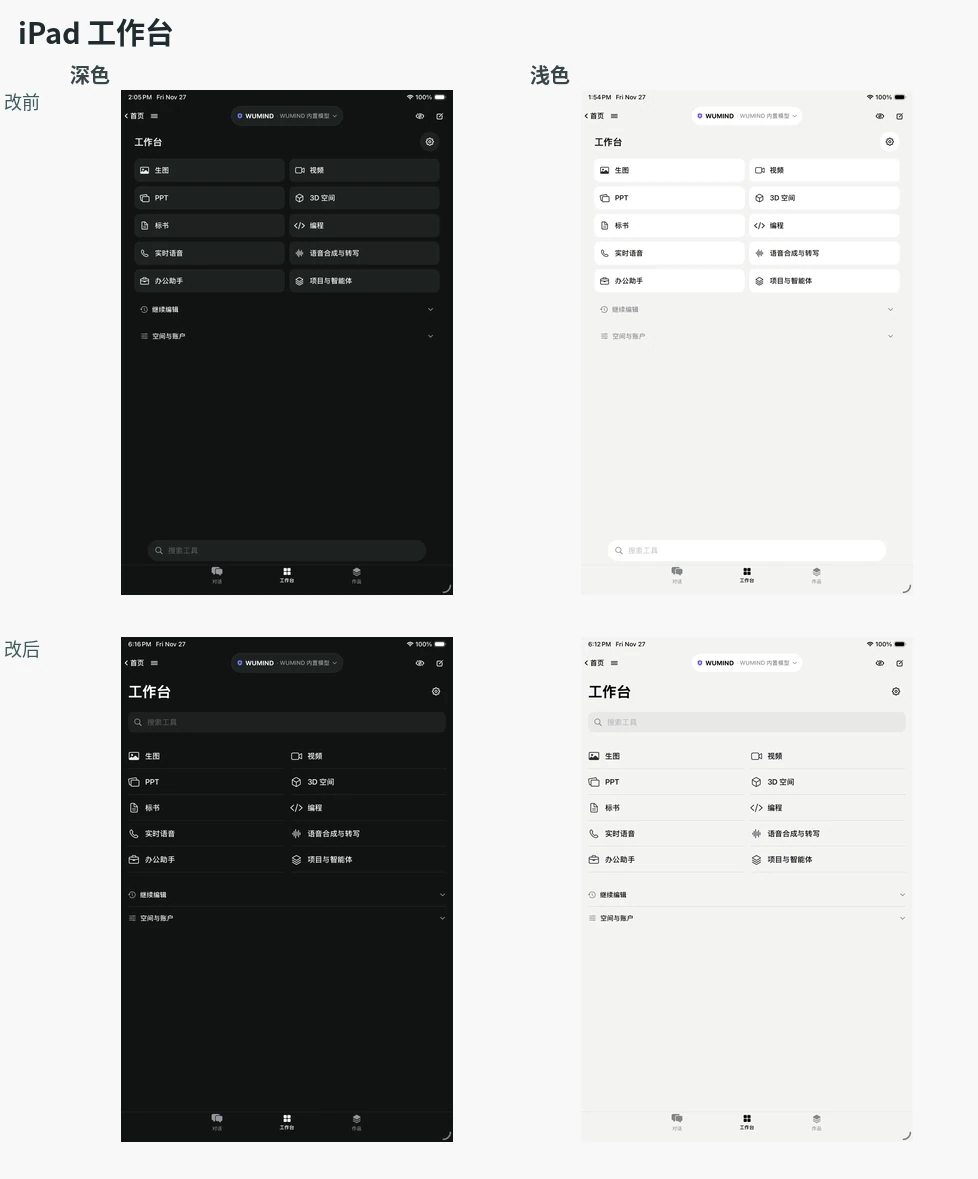 iPad 工作台
深色 浅色
改前
2:05 PM Fri Nov 27 100%
首页 WUMIND · WUMIND 内置模型
工作台
生图 视频
PPT 3D 空间
标书 编程
实时语音 语音合成与转写
办公助手 项目与智能体
继续编辑
空间与账户
搜索工具
对话 工作台 作品
1:54 PM Fri Nov 27 100%
首页 WUMIND · WUMIND 内置模型
工作台
生图 视频
PPT 3D 空间
标书 编程
实时语音 语音合成与转写
办公助手 项目与智能体
继续编辑
空间与账户
搜索工具
对话 工作台 作品
改后
6:16 PM Fri Nov 27 100%
首页 WUMIND · WUMIND 内置模型
工作台
搜索工具
生图 视频
PPT 3D 空间
标书 编程
实时语音 语音合成与转写
办公助手 项目与智能体
继续编辑
空间与账户
对话 工作台 作品
6:12 PM Fri Nov 27 100%
首页 WUMIND · WUMIND 内置模型
工作台
搜索工具
生图 视频
PPT 3D 空间
标书 编程
实时语音 语音合成与转写
办公助手 项目与智能体
继续编辑
空间与账户
对话 工作台 作品